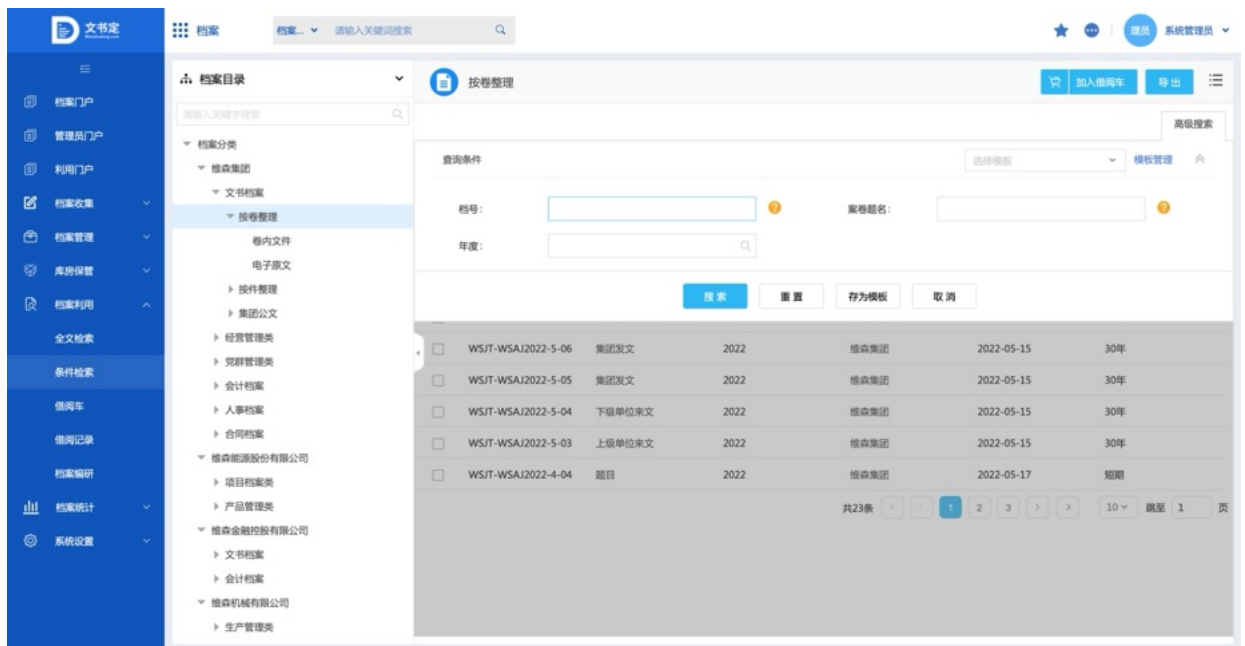 文书定
档案
档案...
请输入关键词搜索
理员
系统管理员
档案门户
管理员门户
利用门户
档案收集
档案管理
库房保管
档案利用
全文检索
条件检索
借阅车
借阅记录
档案编研
档案统计
系统设置
档案目录
请输入关键字搜索
档案分类
维森集团
文书档案
按卷整理
卷内文件
电子原文
按件整理
集团公文
经营管理类
党群管理类
会计档案
人事档案
合同档案
维森能源股份有限公司
项目档案类
产品管理类
维森金融控股有限公司
文书档案
会计档案
维森机械有限公司
生产管理类
按卷整理
加入借阅车
导出
高级搜索
查询条件
选择模板
模板管理
档号:
案卷题名:
年度:
搜索 重置 存为模板 取消
WSJT-WSAJ2022-5-06 集团发文 2022 维森集团 2022-05-15 30年
WSJT-WSAJ2022-5-05 集团发文 2022 维森集团 2022-05-15 30年
WSJT-WSAJ2022-5-04 下级单位来文 2022 维森集团 2022-05-15 30年
WSJT-WSAJ2022-5-03 上级单位来文 2022 维森集团 2022-05-15 30年
WSJT-WSAJ2022-4-04 题目 2022 维森集团 2022-05-17 短期
共23条 1 2 3 10 跳至 1 页